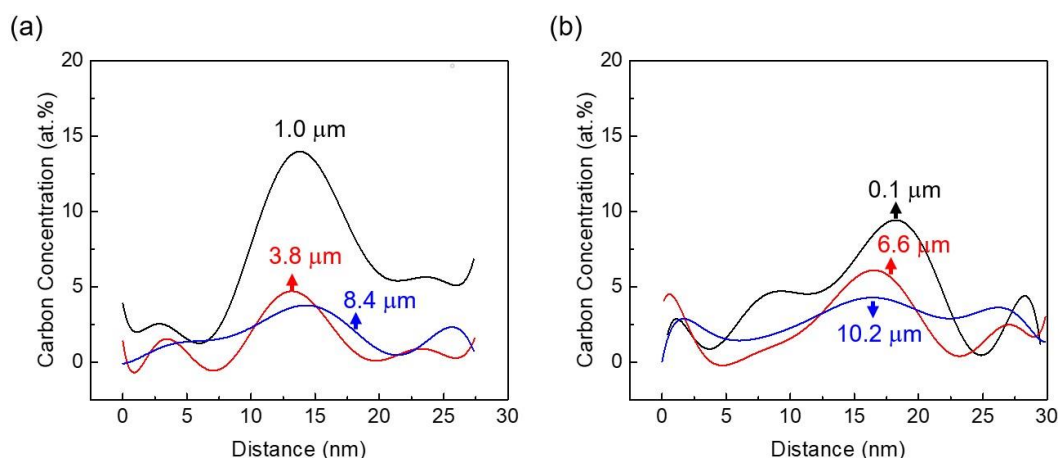 (a)
20
15
10
5
0
Carbon Concentration (at.%)
1.0 μm
3.8 μm
8.4 μm
0 5 10 15 20 25 30
Distance (nm)
(b)
20
15
10
5
0
Carbon Concentration (at.%)
0.1 μm
6.6 μm
10.2 μm
0 5 10 15 20 25 30
Distance (nm)